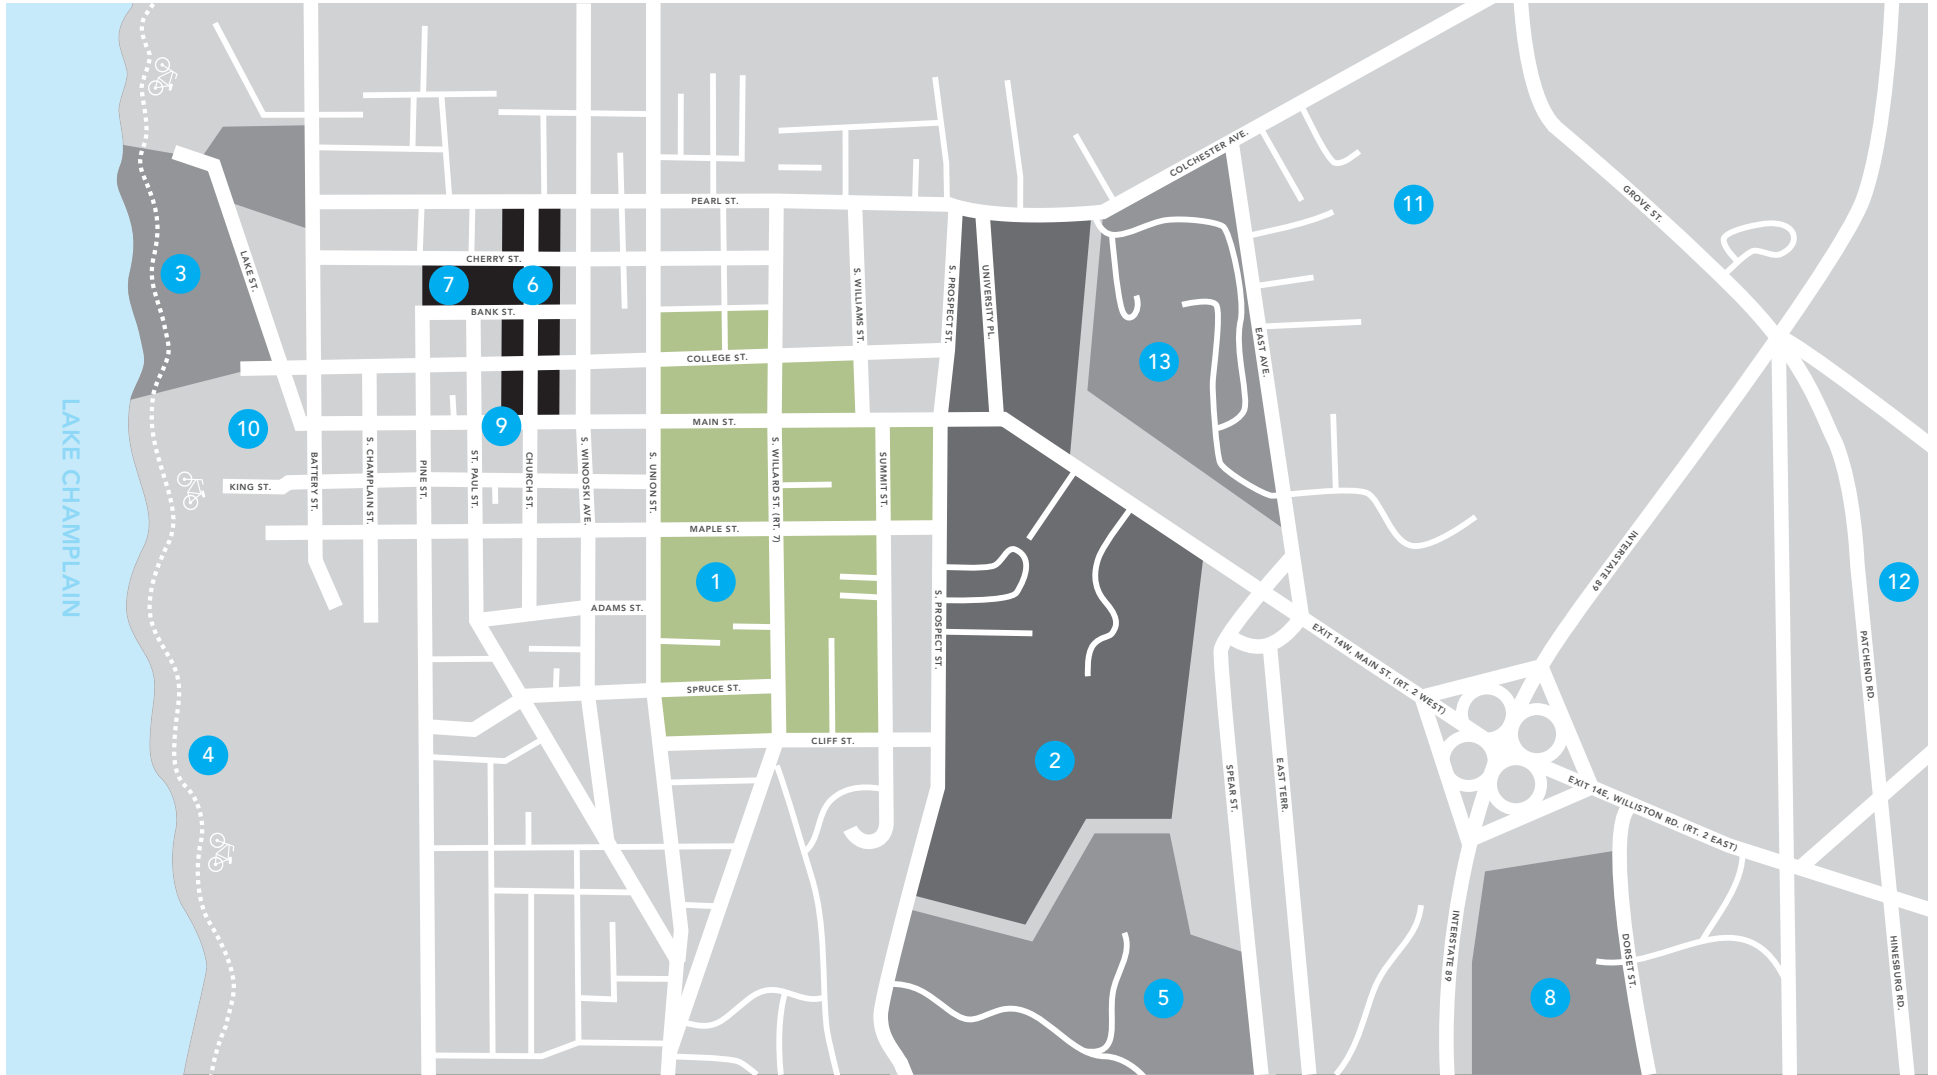 COLCHESTER AVE.
GROVE ST.
PEARL ST.
11
LAKE ST.
CHERRY ST.
3
7
6
BANK ST.
S. WILLIAMS ST.
S. PROSPECT ST.
UNIVERSITY PL.
EAST AVE.
COLLEGE ST.
13
LAKE CHAMPLAIN
10
9
MAIN ST.
BATTERY ST.
S. CHAMPLAIN ST.
PINE ST.
ST. PAUL ST.
CHURCH ST.
S. WINOOSKI AVE.
S. UNION ST.
S. WILLARD ST. (RT. 7)
SUMMIT ST.
KING ST.
MAPLE ST.
INTERSTATE 89
1
12
ADAMS ST.
S. PROSPECT ST.
EXIT 14W, MAIN ST. (RT. 2 WEST)
PATCHEND RD.
SPRUCE ST.
CLIFF ST.
4
2
SPEAR ST.
EAST TERR.
EXIT 14E, WILLISTON RD. (RT. 2 EAST)
INTERSTATE 89
DORSET ST.
HINESBURG RD.
5
8